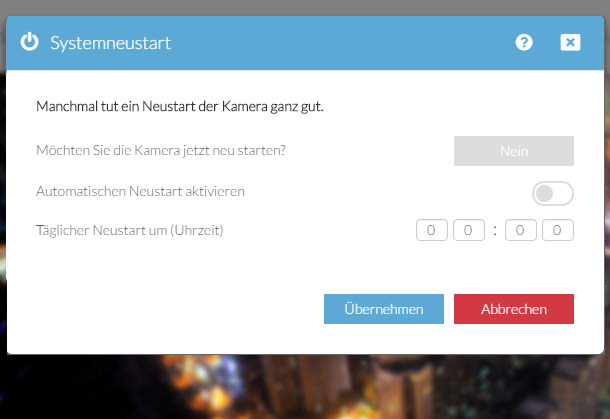 Systemneustart
Manchmal tut ein Neustart der Kamera ganz gut.
Möchten Sie die Kamera jetzt neu starten? Nein
Automatischen Neustart aktivieren
Täglicher Neustart um (Uhrzeit) 0 0 : 0 0
Übernehmen Abbrechen